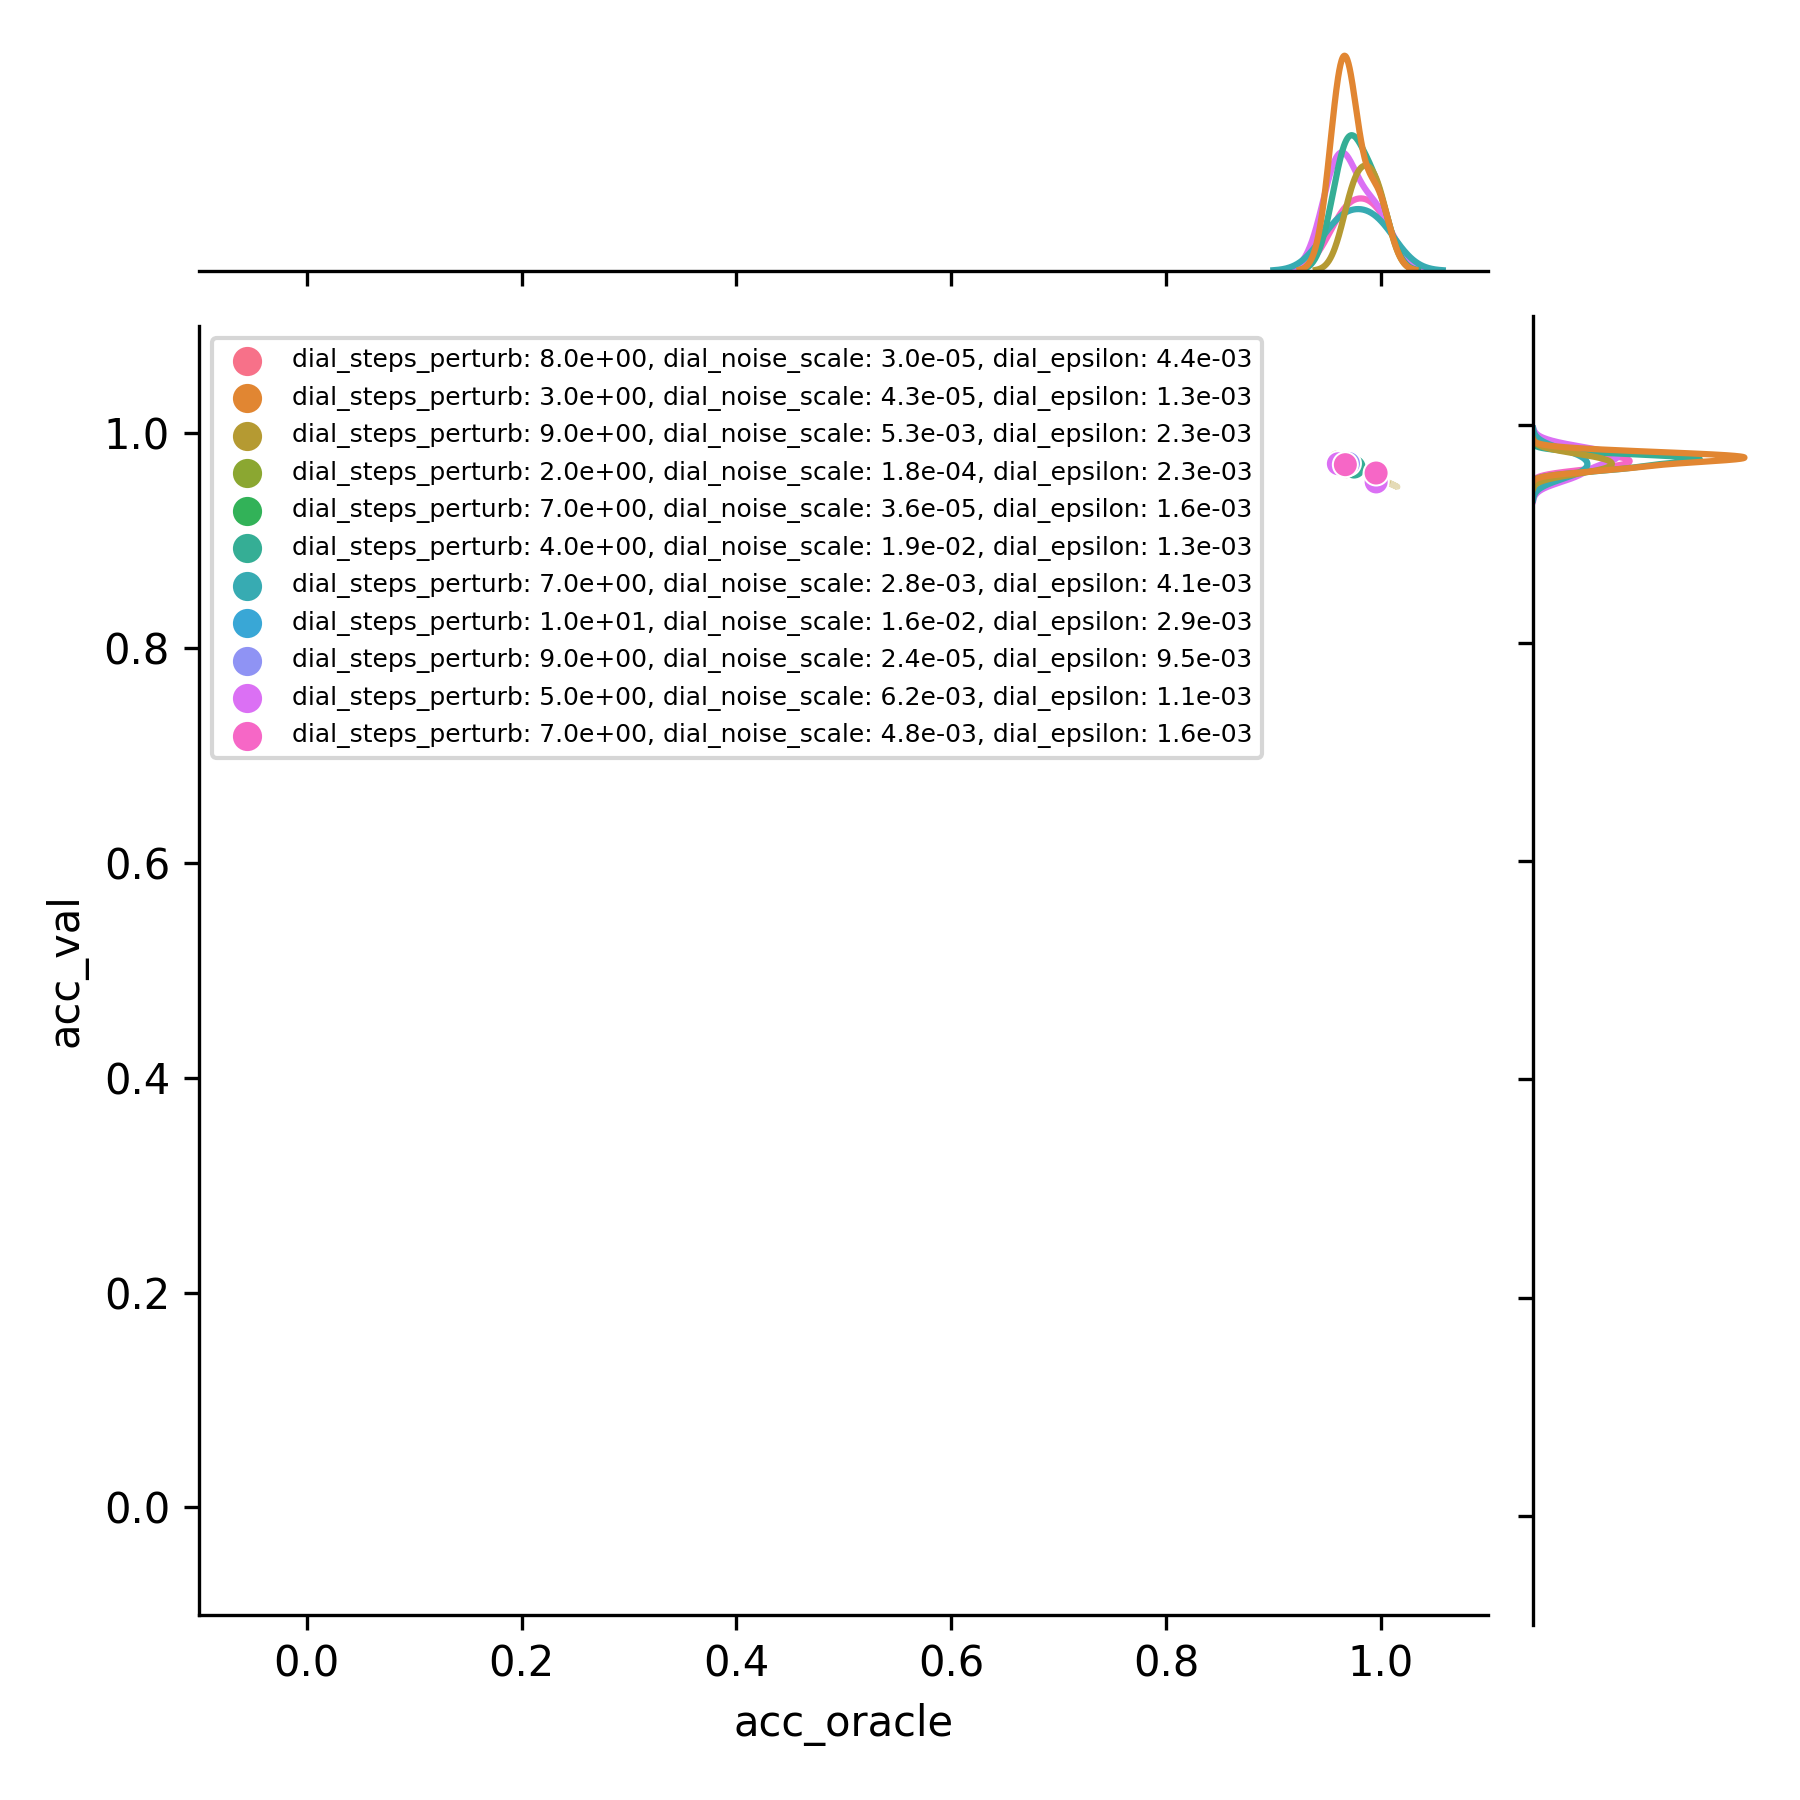 dial_steps_perturb: 8.0e+00, dial_noise_scale: 3.0e-05, dial_epsilon: 4.4e-03
dial_steps_perturb: 3.0e+00, dial_noise_scale: 4.3e-05, dial_epsilon: 1.3e-03
dial_steps_perturb: 9.0e+00, dial_noise_scale: 5.3e-03, dial_epsilon: 2.3e-03
dial_steps_perturb: 2.0e+00, dial_noise_scale: 1.8e-04, dial_epsilon: 2.3e-03
dial_steps_perturb: 7.0e+00, dial_noise_scale: 3.6e-05, dial_epsilon: 1.6e-03
dial_steps_perturb: 4.0e+00, dial_noise_scale: 1.9e-02, dial_epsilon: 1.3e-03
dial_steps_perturb: 7.0e+00, dial_noise_scale: 2.8e-03, dial_epsilon: 4.1e-03
dial_steps_perturb: 1.0e+01, dial_noise_scale: 1.6e-02, dial_epsilon: 2.9e-03
dial_steps_perturb: 9.0e+00, dial_noise_scale: 2.4e-05, dial_epsilon: 9.5e-03
dial_steps_perturb: 5.0e+00, dial_noise_scale: 6.2e-03, dial_epsilon: 1.1e-03
dial_steps_perturb: 7.0e+00, dial_noise_scale: 4.8e-03, dial_epsilon: 1.6e-03
1.0
0.8
0.6
0.4
0.2
0.0
acc_val
0.0 0.2 0.4 0.6 0.8 1.0
acc_oracle